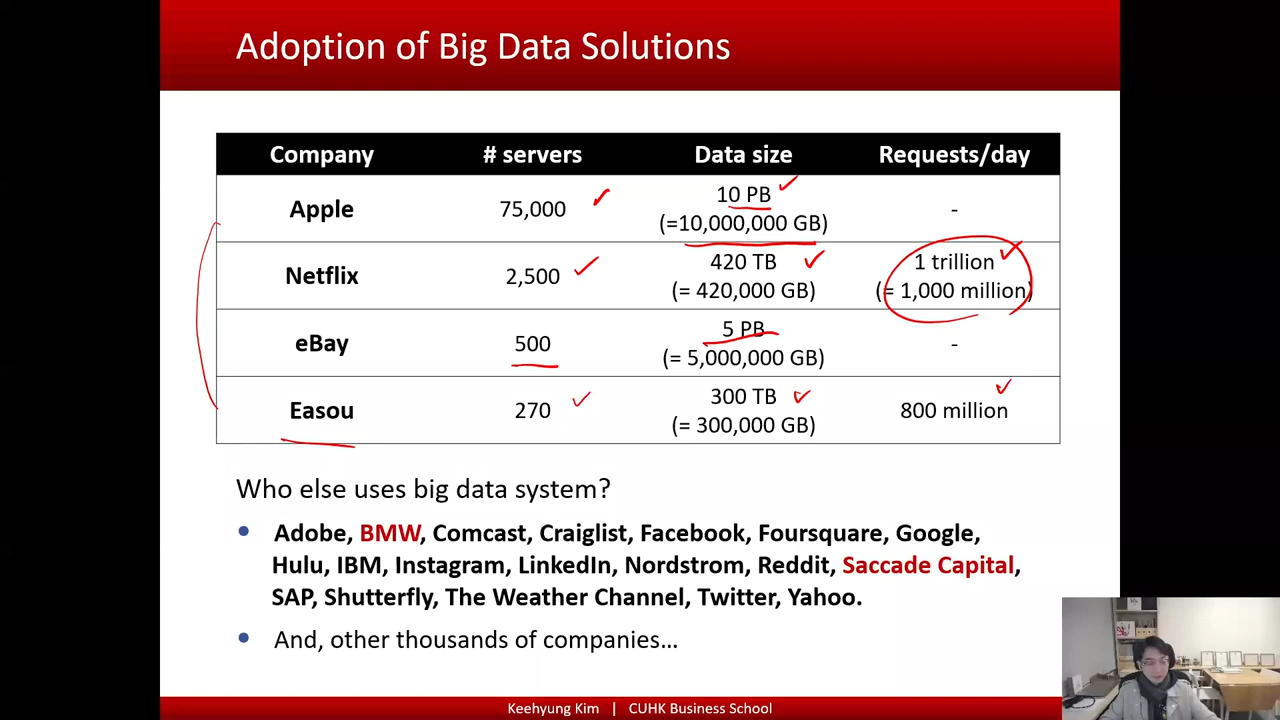 Adoption of Big Data Solutions
Company # servers Data size Requests/day
Apple 75,000 10 PB (=10,000,000 GB) -
Netflix 2,500 420 TB (= 420,000 GB) 1 trillion (= 1,000 million)
eBay 500 5 PB (= 5,000,000 GB) -
Easou 270 300 TB (= 300,000 GB) 800 million
Who else uses big data system?
Adobe, BMW, Comcast, Craiglist, Facebook, Foursquare, Google,
Hulu, IBM, Instagram, LinkedIn, Nordstrom, Reddit, Saccade Capital,
SAP, Shutterfly, The Weather Channel, Twitter, Yahoo.
And, other thousands of companies…
Keehyung Kim | CUHK Business School